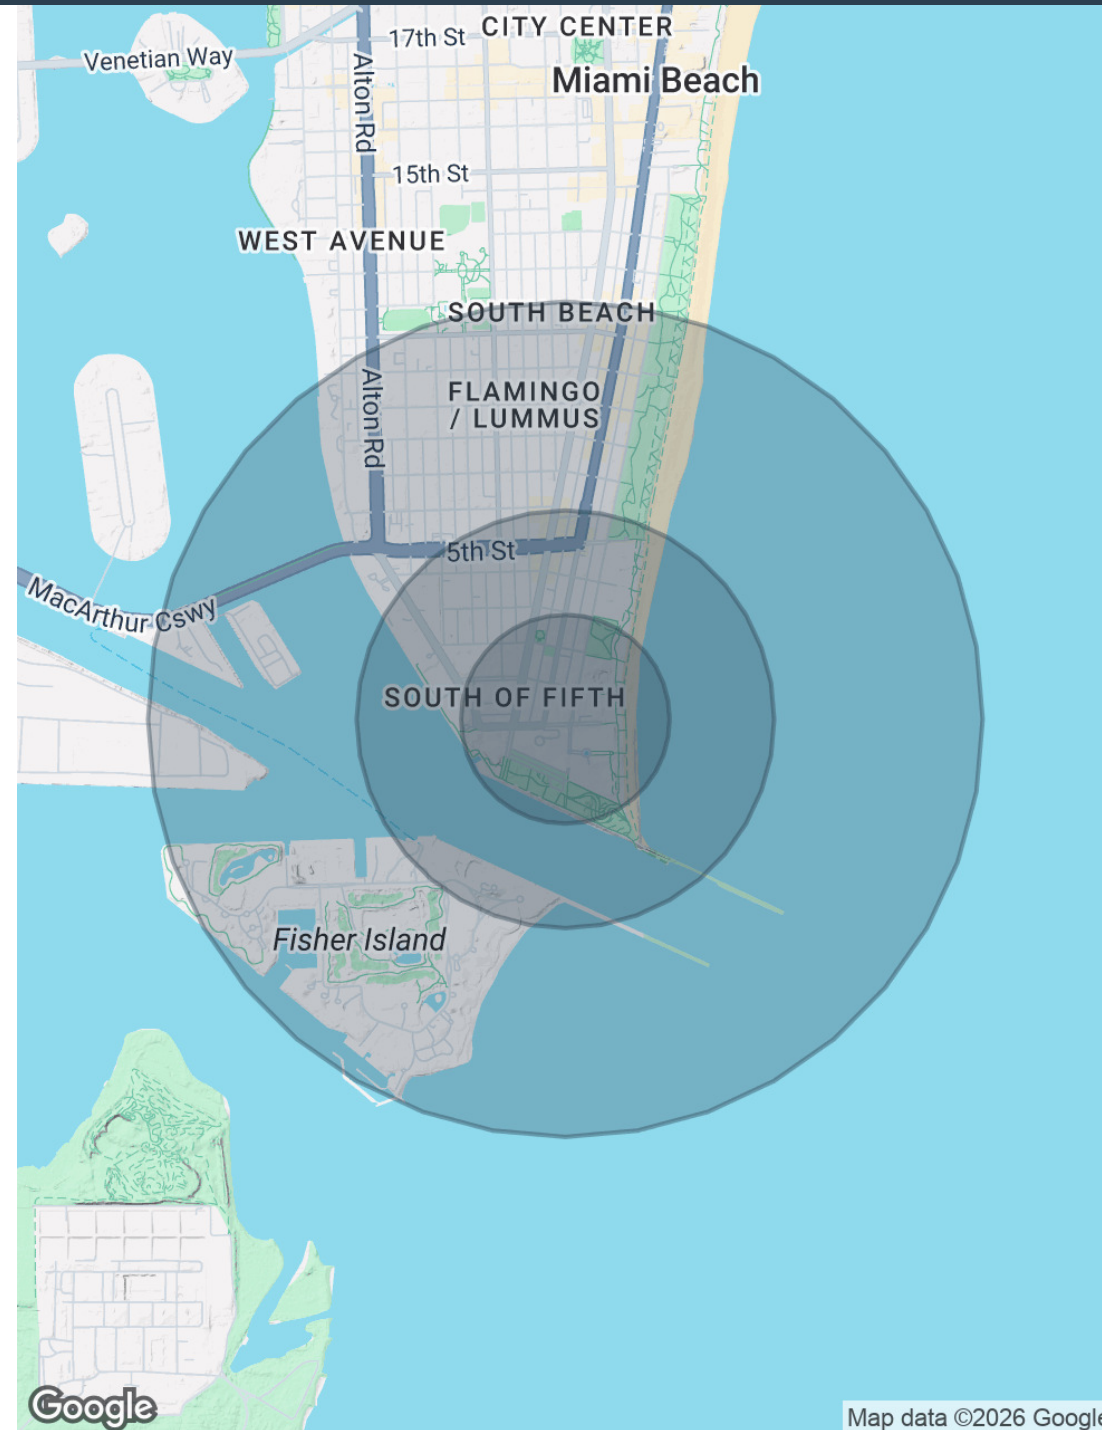 17th St
CITY CENTER
Venetian Way
Miami Beach
Alton Rd
15th St
WEST AVENUE
SOUTH BEACH
FLAMINGO
/ LUMMUS
Alton Rd
5th St
MacArthur Cswy
SOUTH OF FIFTH
Fisher Island
Google
Map data ©2026 Google